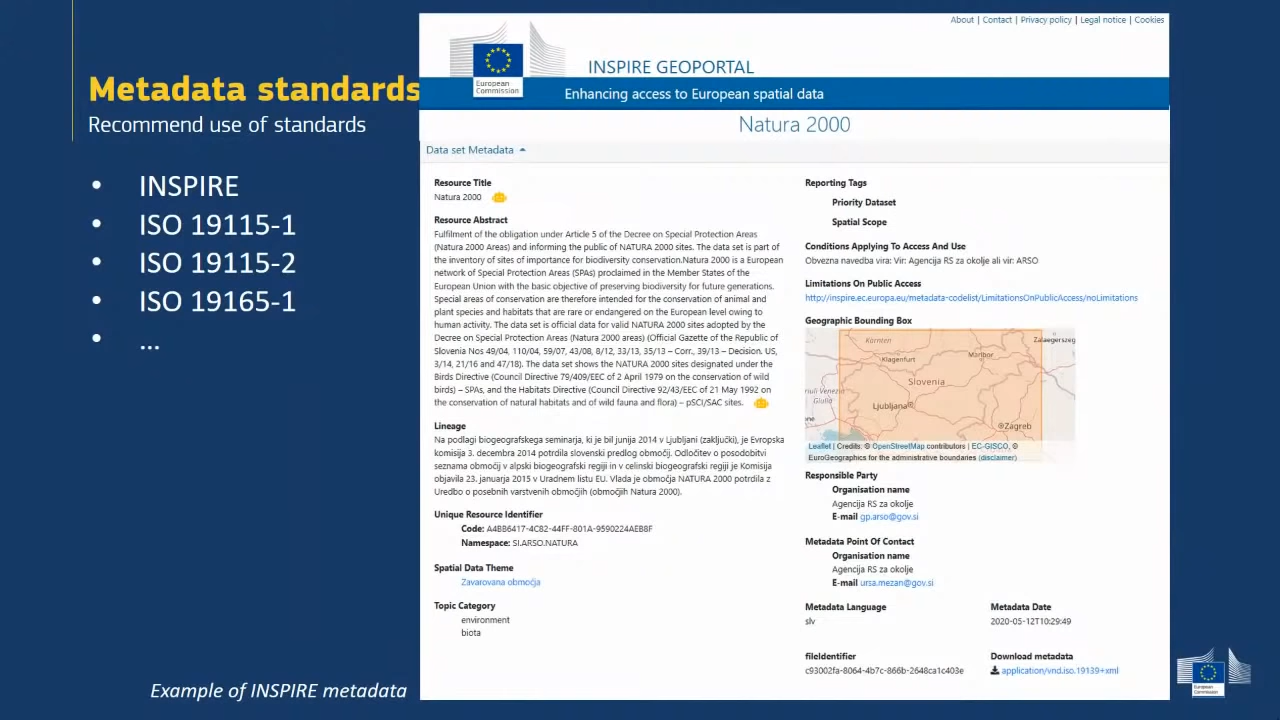 Metadata standards
Recommend use of standards
• INSPIRE
• ISO 19115-1
• ISO 19115-2
• ISO 19165-1
• ...
Example of INSPIRE metadata
About | Contact | Privacy policy | Legal notice | Cookies
European
Commission
INSPIRE GEOPORTAL
Enhancing access to European spatial data
Natura 2000
Data set Metadata
Resource Title
Natura 2000
Resource Abstract
Fulfilment of the obligation under Article 5 of the Decree on Special Protection Areas
(Natura 2000 Areas) and informing the public of NATURA 2000 sites. The data set is part of
the inventory of sites of importance for biodiversity conservation.Natura 2000 is a European
network of Special Protection Areas (SPAs) proclaimed in the Member States of the
European Union with the basic objective of preserving biodiversity for future generations.
Special areas of conservation are therefore intended for the conservation of animal and
plant species and habitats that are rare or endangered on the European level owing to
human activity. The data set is official data for valid NATURA 2000 sites adopted by the
Decree on Special Protection Areas (Natura 2000 areas) (Official Gazette of the Republic of
Slovenia Nos 49/04, 110/04, 59/07, 43/08, 8/12, 33/13, 35/13 – Corr., 39/13 – Decision. US,
3/14, 21/16 and 47/18). The data set shows the NATURA 2000 sites designated under the
Birds Directive (Council Directive 79/409/EEC of 2 April 1979 on the conservation of wild
birds) – SPAs, and the Habitats Directive (Council Directive 92/43/EEC of 21 May 1992 on
the conservation of natural habitats and of wild fauna and flora) – pSCI/SAC sites.
Lineage
Na podlagi biogeografskega seminarja, ki je bil junija 2014 v Ljubljani (zaključki), je Evropska
komisija 3. decembra 2014 potrdila slovenski predlog območij. Odločitev o posodobitvi
seznama območij v alpski biogeografski regiji in v celinski biogeografski regiji je Komisija
objavila 23. januarja 2015 v Uradnem listu EU. Vlada je območja NATURA 2000 potrdila z
Uredbo o posebnih varstvenih območjih (območjih Natura 2000).
Unique Resource Identifier
Code: A4BB6417-4C82-44FF-801A-9590224AEB8F
Namespace: SI.ARSO.NATURA
Spatial Data Theme
Zavarovana območja
Topic Category
environment
biota
Reporting Tags
Priority Dataset
Spatial Scope
Conditions Applying To Access And Use
Obvezna navedba vira: Vir: Agencija RS za okolje ali vir: ARSO
Limitations On Public Access
http://inspire.ec.europa.eu/metadata-codelist/LimitationsOnPublicAccess/noLimitations
Geographic Bounding Box
Kärnten
Zalaegerszeg
Klagenfurt
Maribor
Slovenia
Giulia
Ljubljana
Zagreb
Leaflet | Credits: © OpenStreetMap contributors | EC-GISCO, ©
EuroGeographics for the administrative boundaries (disclaimer)
Responsible Party
Organisation name
Agencija RS za okolje
E-mail gp.arso@gov.si
Metadata Point Of Contact
Organisation name
Agencija RS za okolje
E-mail ursa.mezan@gov.si
Metadata Language
slv
Metadata Date
2020-05-12T10:29:49
fileIdentifier
c93002fa-8064-4b7c-866b-2648ca1c403e
Download metadata
application/vnd.iso.19139+xml
European
Commission